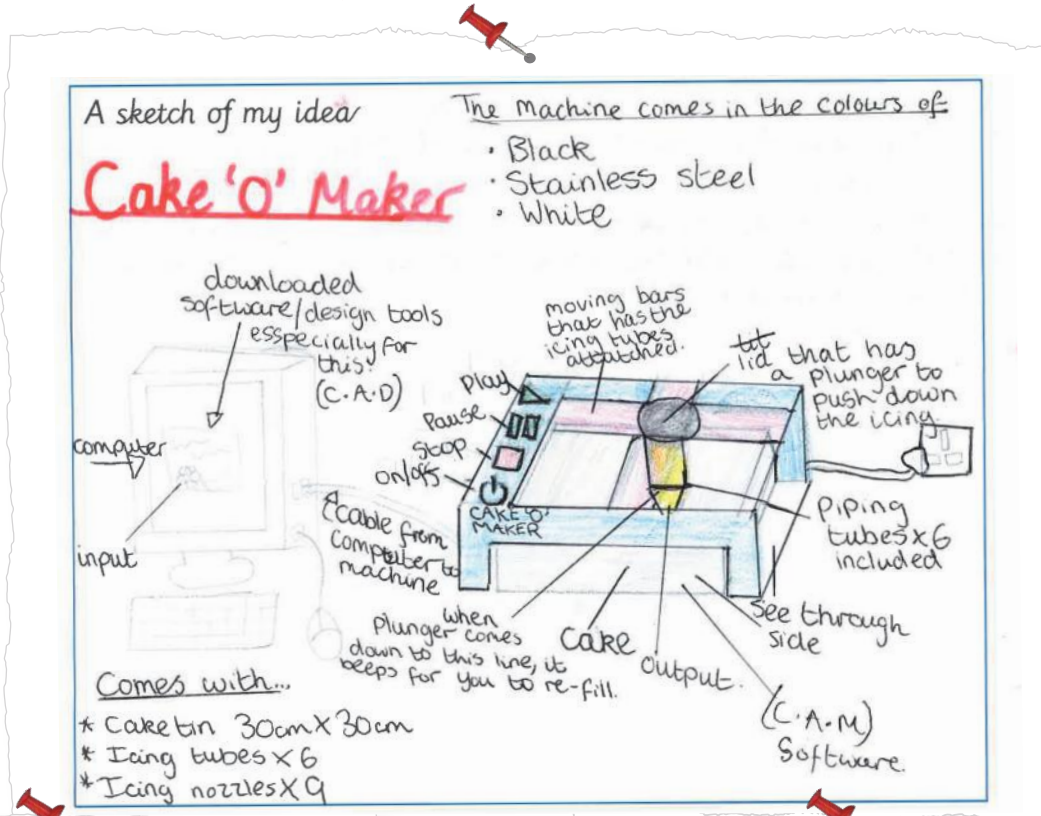 A sketch of my idea
Cake 'O' Maker
The machine comes in the colours of
· Black
· Stainless steel
· White
downloaded
software/design tools
esspecially for
this!
(C.A.D)
computer
input
cable from
computer to
machine
moving bars
that has the
icing tubes
attatched.
lid that has
a plunger to
push down
the icing.
Play
Pause
Stop
on/off
CAKE 'O'
MAKER
Piping
tubes x 6
included
See through
side
when
plunger comes
down to this line, it
beeps for you to re-fill.
Cake
output.
(C.A.M)
Software.
Comes with...
* Cake tin 30cm X 30cm
* Icing tubes X 6
* Icing nozzles X 9